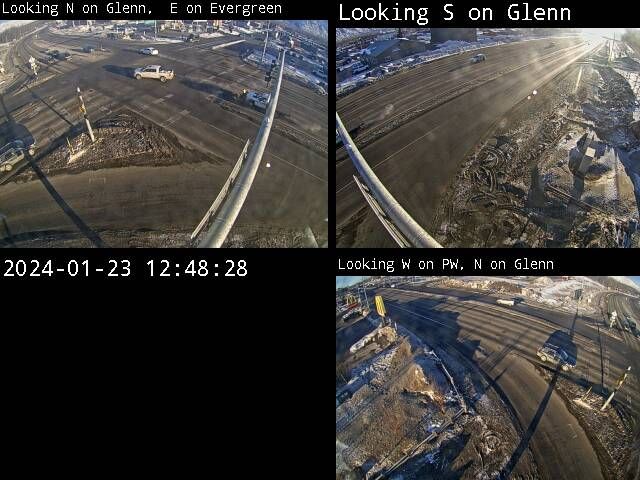 Looking N on Glenn,  E on Evergreen
Looking S on Glenn
2024-01-23 12:48:28
Looking W on PW, N on Glenn